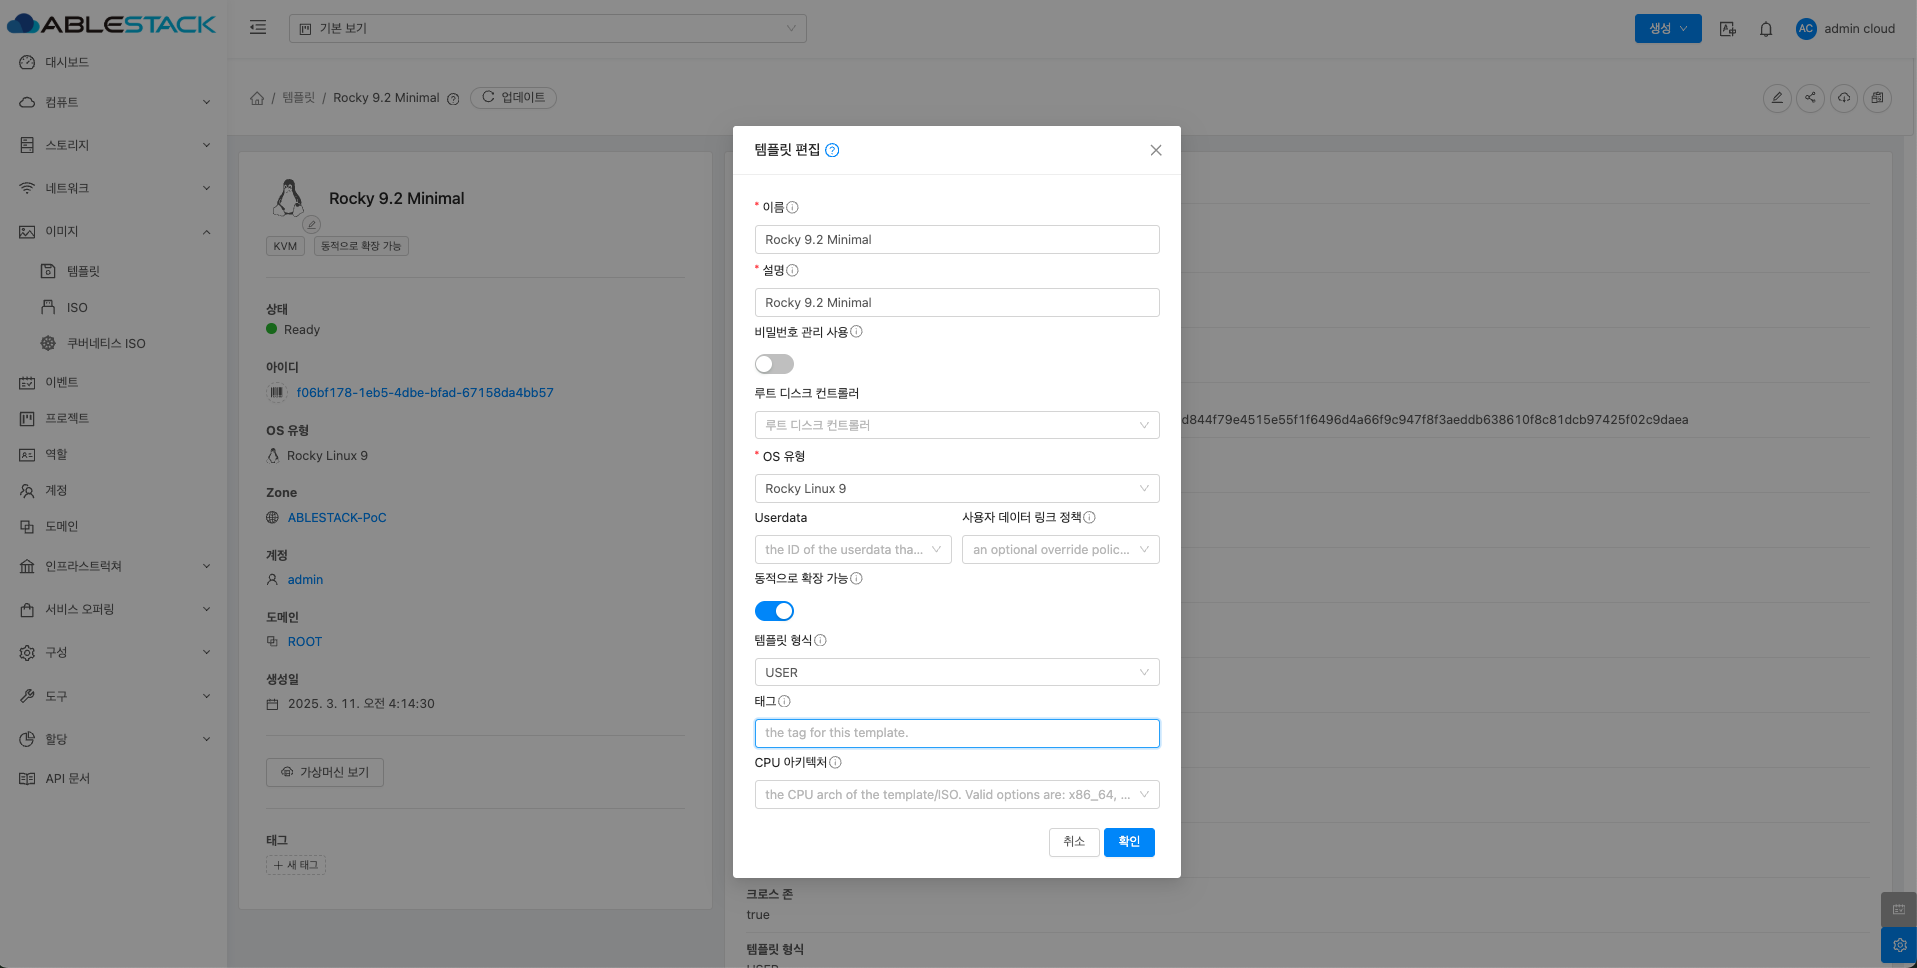 ABLESTACK
기본 보기
생성
AC
admin cloud
대시보드
컴퓨트
스토리지
네트워크
이미지
템플릿
ISO
쿠버네티스 ISO
이벤트
프로젝트
역할
계정
도메인
인프라스트럭쳐
서비스 오퍼링
구성
도구
할당
API 문서
/ 템플릿 / Rocky 9.2 Minimal
업데이트
Rocky 9.2 Minimal
KVM
동적으로 확장 가능
상태
Ready
아이디
f06bf178-1eb5-4dbe-bfad-67158da4bb57
OS 유형
Rocky Linux 9
Zone
ABLESTACK-PoC
계정
admin
도메인
ROOT
생성일
2025. 3. 11. 오전 4:14:30
가상머신 보기
태그
+ 새 태그
템플릿 편집
* 이름
Rocky 9.2 Minimal
* 설명
Rocky 9.2 Minimal
비밀번호 관리 사용
루트 디스크 컨트롤러
루트 디스크 컨트롤러
* OS 유형
Rocky Linux 9
Userdata
사용자 데이터 링크 정책
the ID of the userdata tha...
an optional override polic...
동적으로 확장 가능
템플릿 형식
USER
태그
the tag for this template.
CPU 아키텍처
the CPU arch of the template/ISO. Valid options are: x86_64, ...
취소
확인
d844f79e4515e55f1f6496d4a66f9c947f8f3aeddb638610f8c81dcb97425f02c9daea
크로스 존
true
템플릿 형식
USER